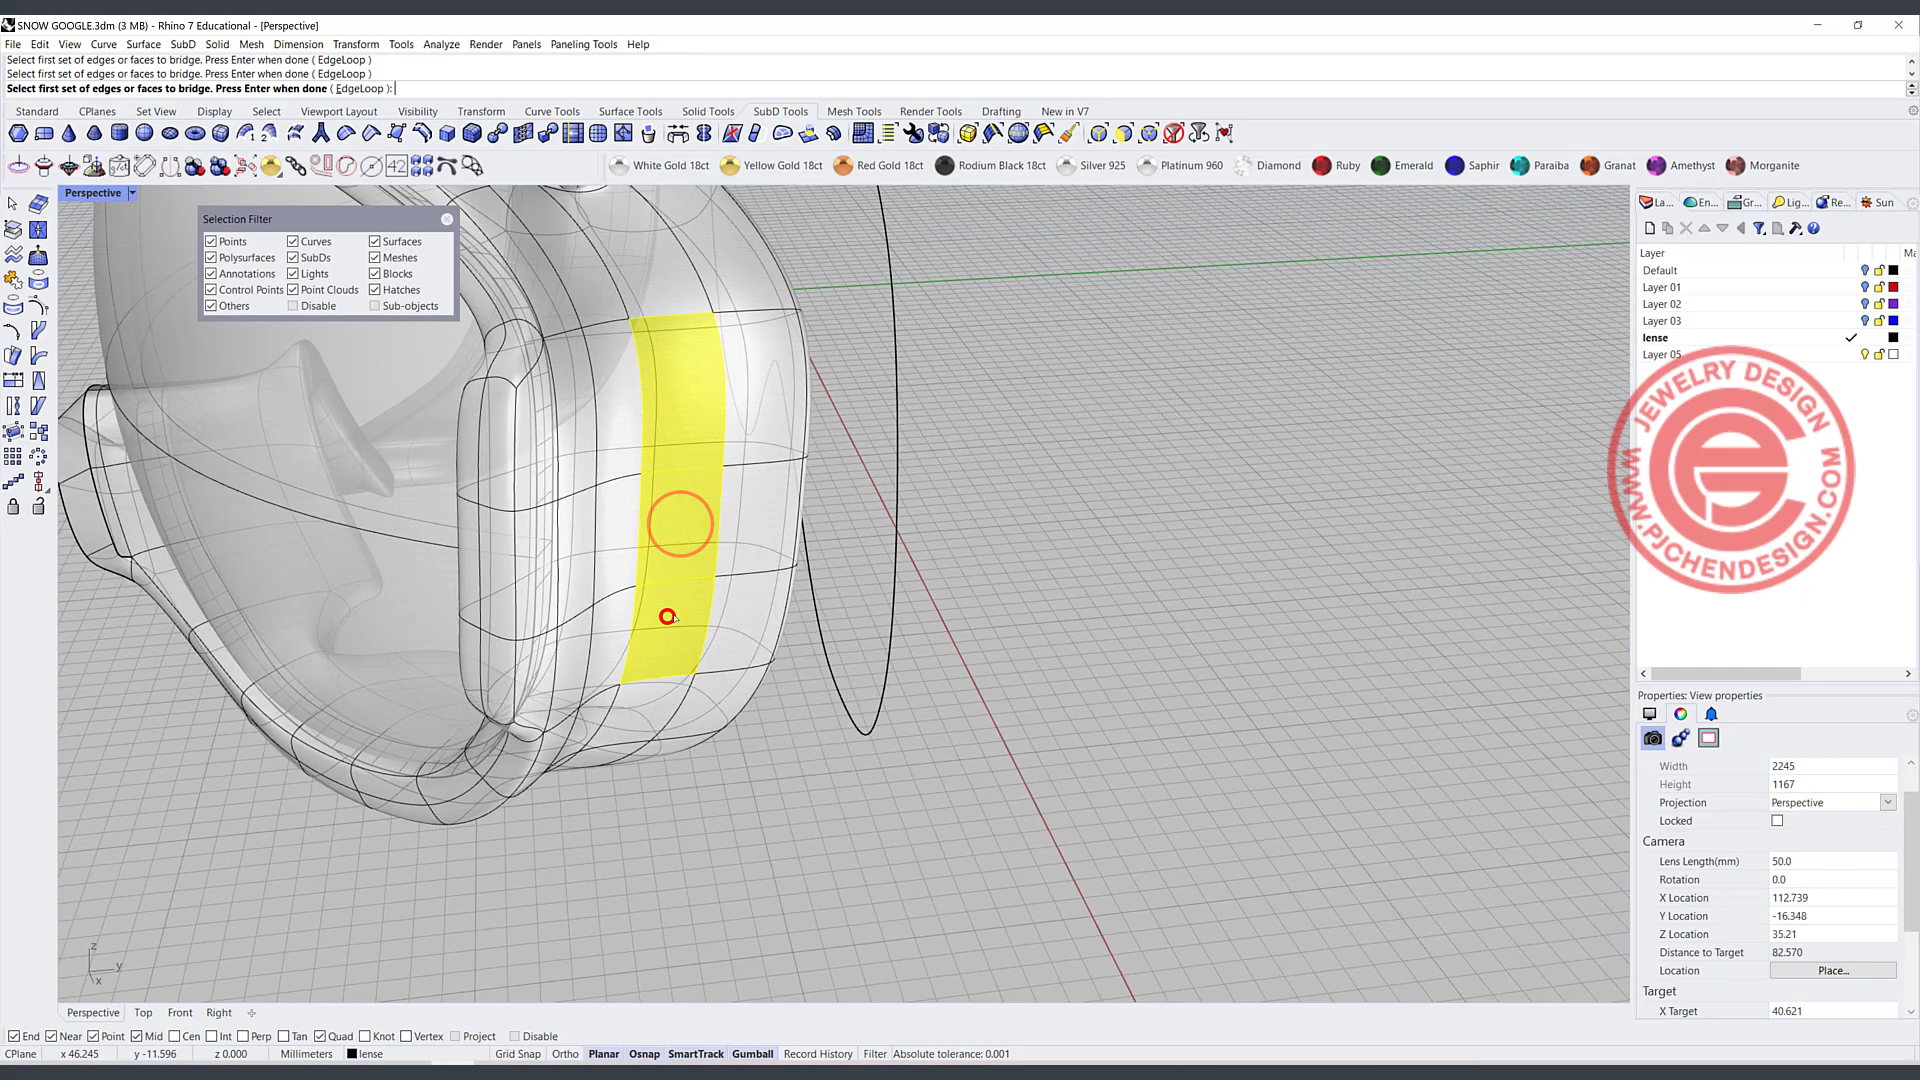 SNOW GOOGLE.3dm (3 MB) - Rhino 7 Educational - [Perspective]
File Edit View Curve Surface SubD Solid Mesh Dimension Transform Tools Analyze Render Panels Paneling Tools Help
Select first set of edges or faces to bridge. Press Enter when done ( EdgeLoop )
Select first set of edges or faces to bridge. Press Enter when done ( EdgeLoop )
Select first set of edges or faces to bridge. Press Enter when done ( EdgeLoop ):
Standard CPlanes Set View Display Select Viewport Layout Visibility Transform Curve Tools Surface Tools Solid Tools SubD Tools Mesh Tools Render Tools Drafting New in V7
42 White Gold 18ct Yellow Gold 18ct Red Gold 18ct Rodium Black 18ct Silver 925 Platinum 960 Diamond Ruby Emerald Saphir Paraiba Granat Amethyst Morganite
Perspective
La... En... Gr... Lig... Re... Sun
Selection Filter
Points Curves Surfaces
Polysurfaces SubDs Meshes
Annotations Lights Blocks
Control Points Point Clouds Hatches
Others Disable Sub-objects
Layer Ma
Default
Layer 01
Layer 02
Layer 03
lense
Layer 05
JEWELRY DESIGN
WWW.PJCHENDESIGN.COM
Properties: View properties
Width 2245
Height 1167
Projection Perspective
Locked
Camera
Lens Length(mm) 50.0
Rotation 0.0
X Location 112.739
Y Location -16.348
Z Location 35.21
Distance to Target 82.570
Location Place...
Target
X Target 40.621
z
y
x
Perspective Top Front Right
End Near Point Mid Cen Int Perp Tan Quad Knot Vertex Project Disable
CPlane x 46.245 y -11.596 z 0.000 Millimeters lense Grid Snap Ortho Planar Osnap SmartTrack Gumball Record History Filter Absolute tolerance: 0.001